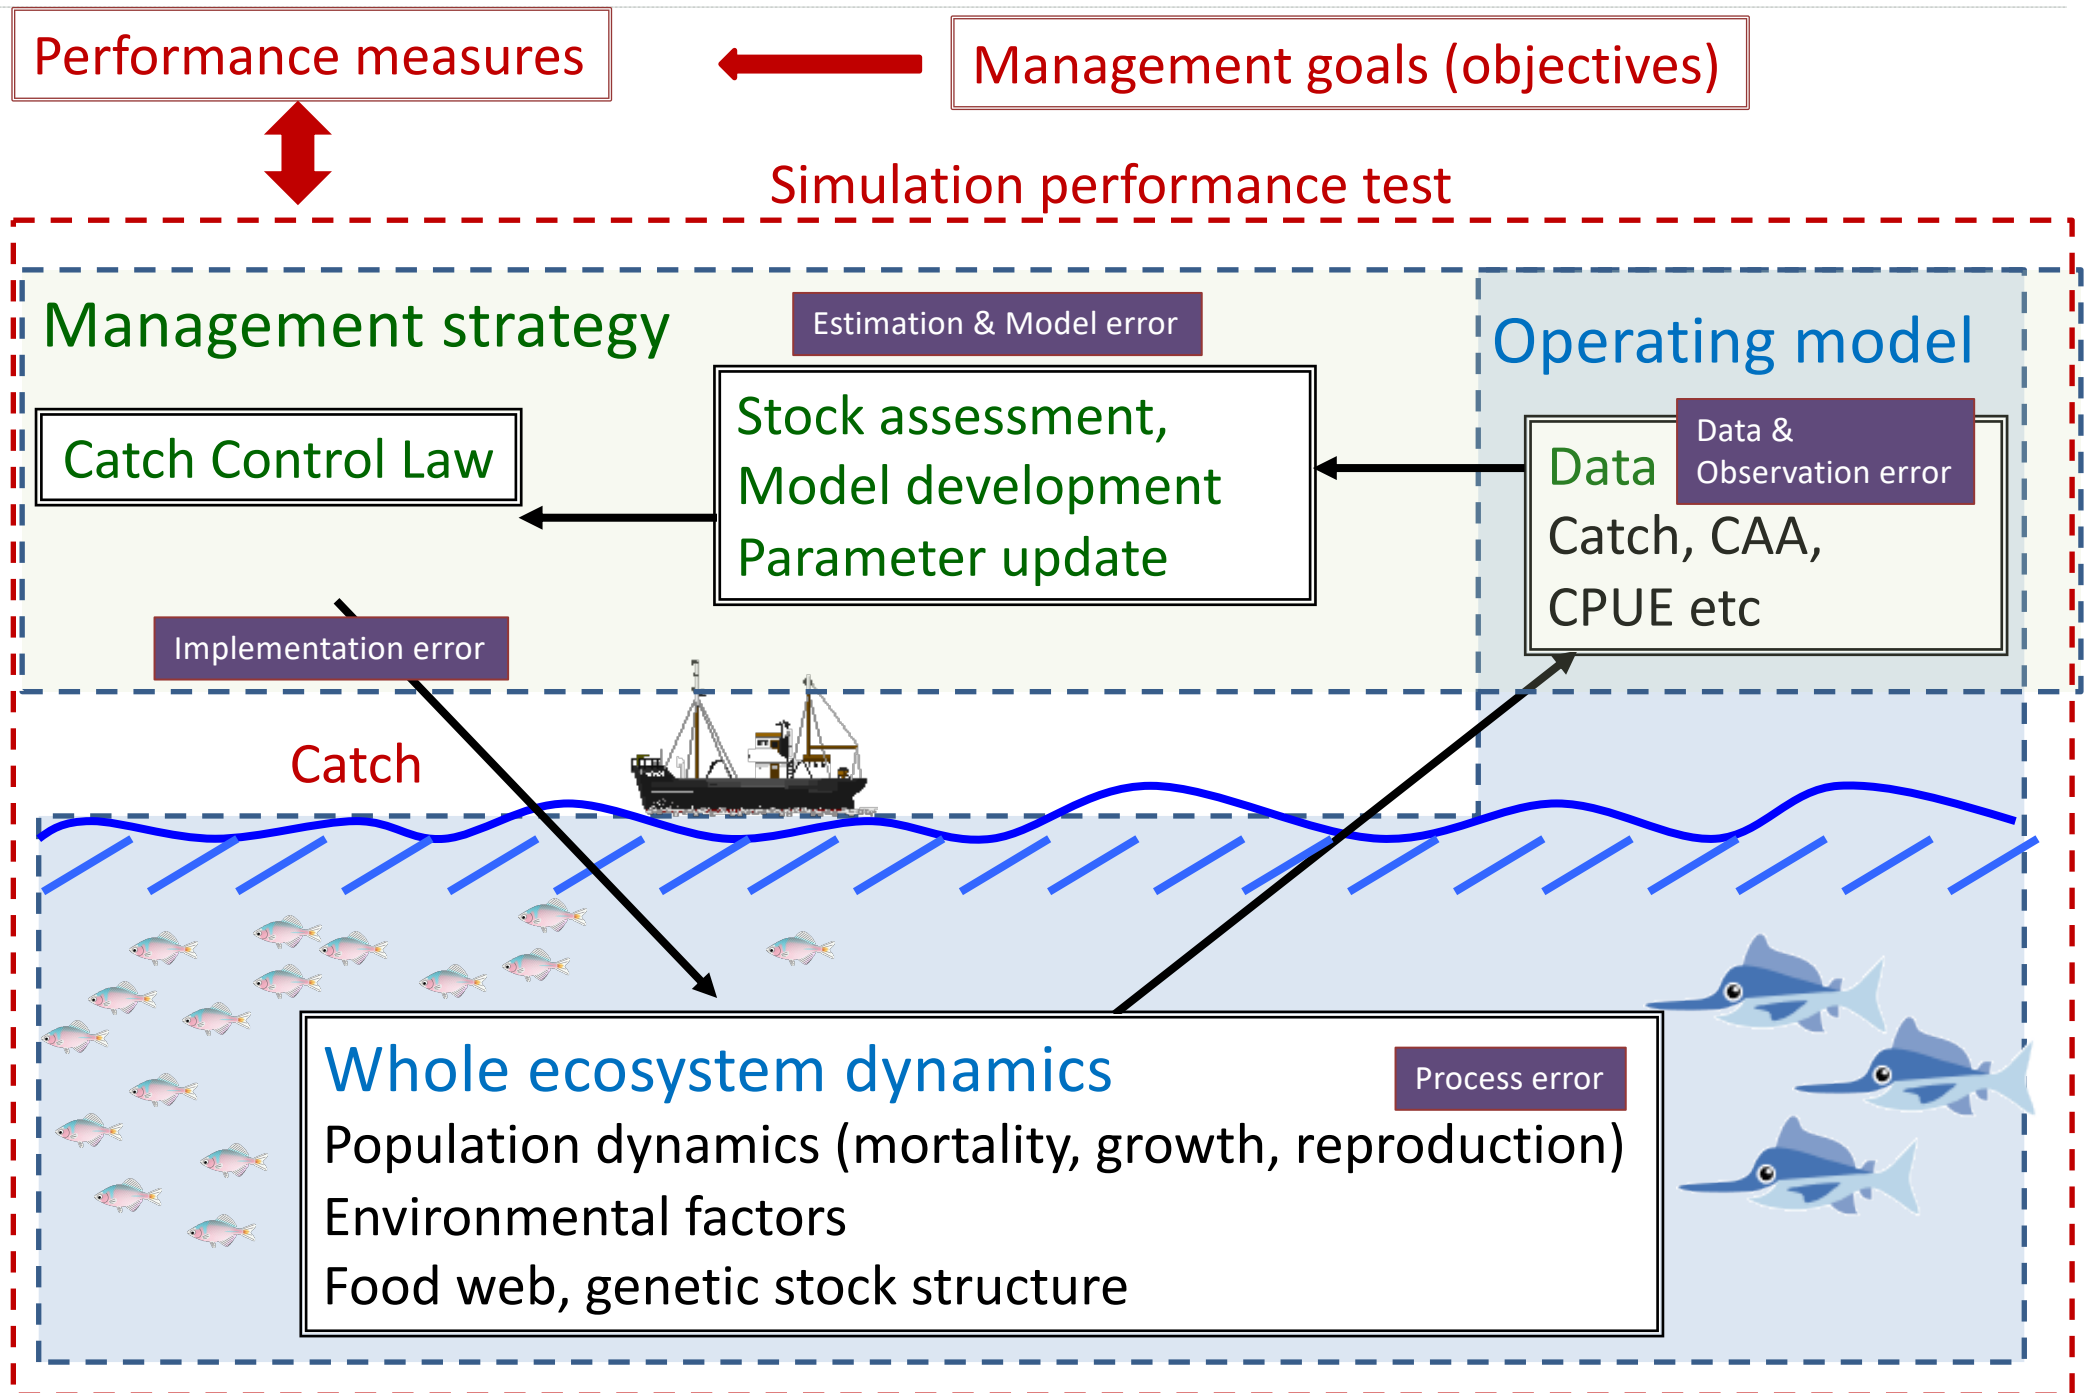 Performance measures
Management goals (objectives)
Simulation performance test
Management strategy
Estimation & Model error
Operating model
Catch Control Law
Stock assessment,
Model development
Parameter update
Data
Data &
Observation error
Catch, CAA,
CPUE etc
Implementation error
Catch
Whole ecosystem dynamics
Process error
Population dynamics (mortality, growth, reproduction)
Environmental factors
Food web, genetic stock structure